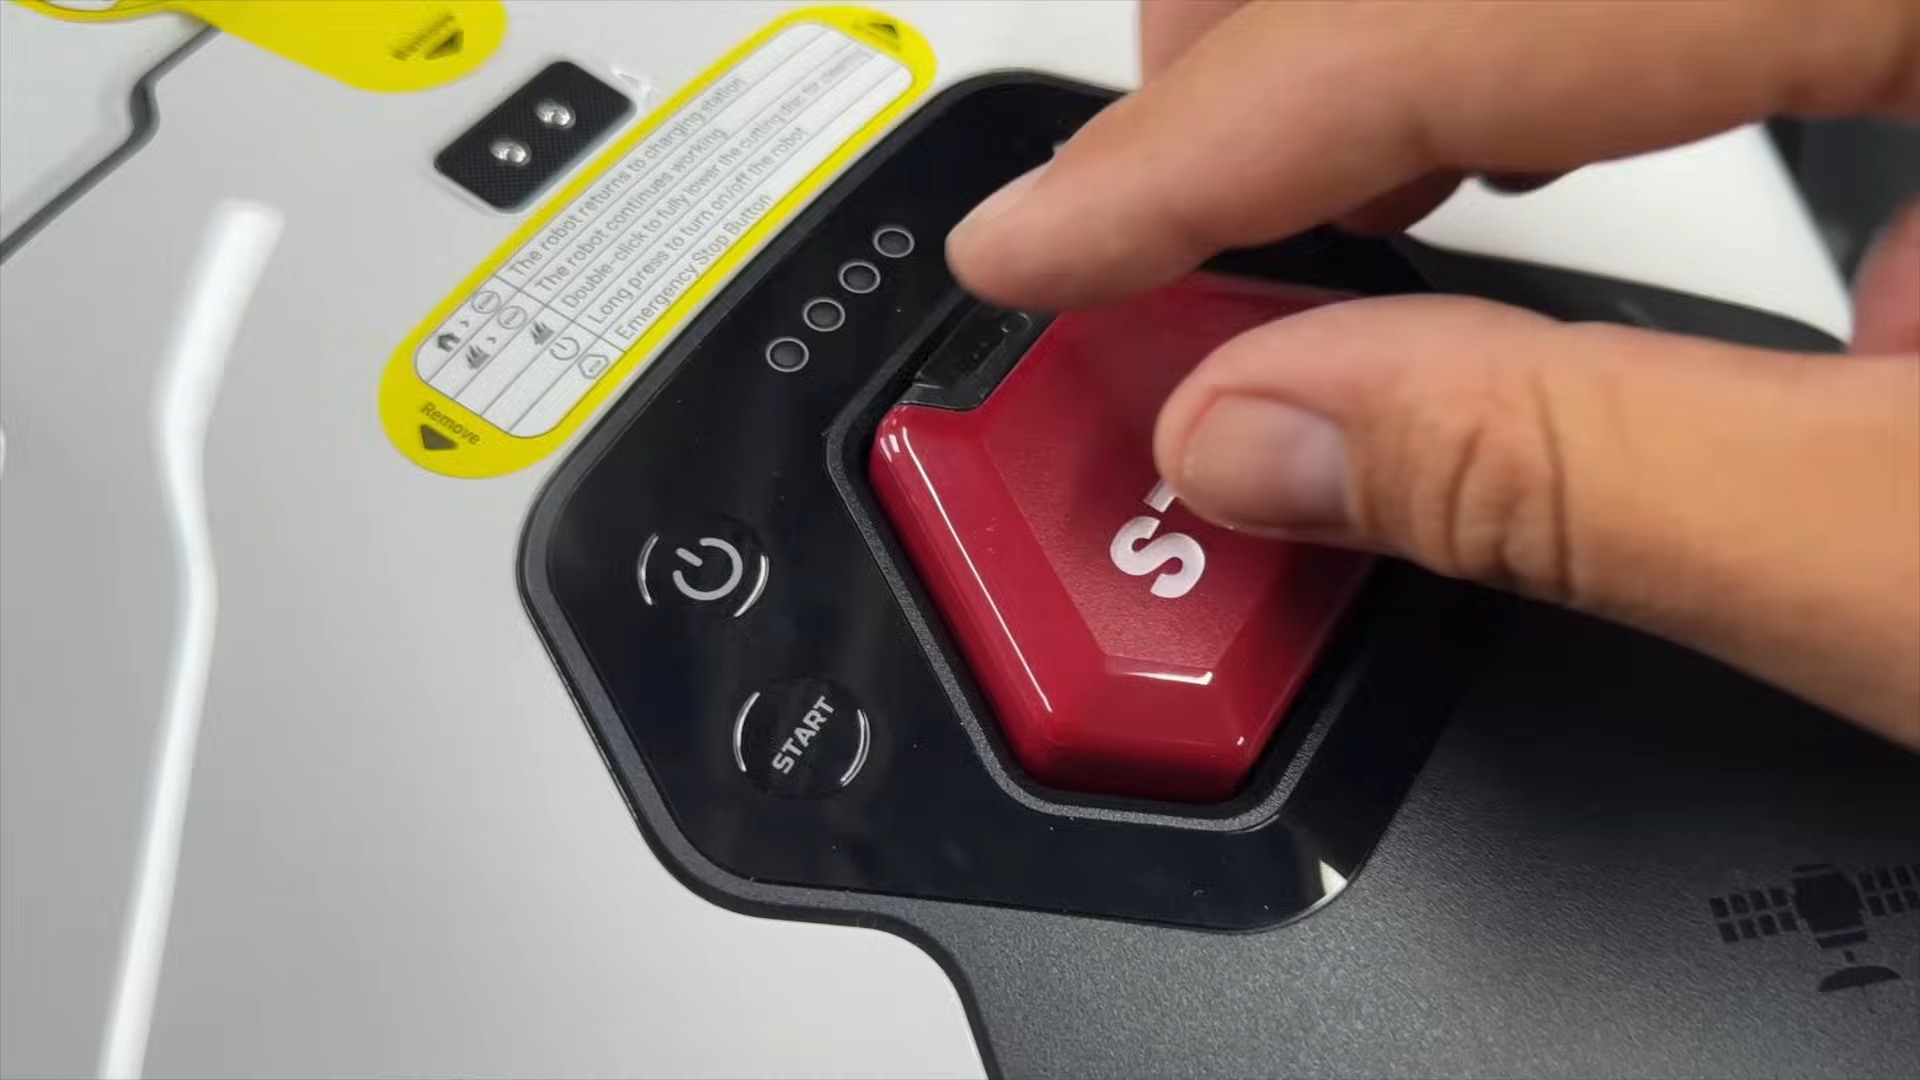 Remove
The robot returns to charging station
The robot continues working
Double-click to fully lower the cutting disc for cleaning
Long press to turn on/off the robot
Emergency Stop Button
Remove
ST
START